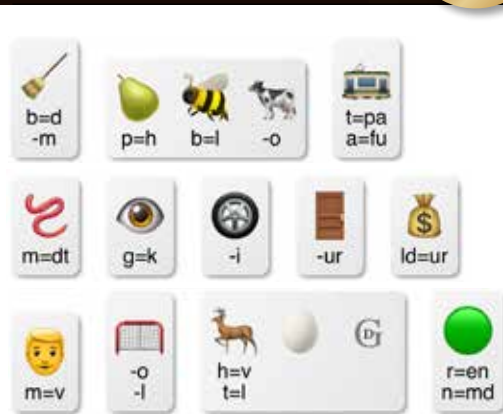 b=d
-m
p=h b=l -o
t=pa
a=fu
m=dt
g=k
-i
-ur
ld=ur
m=v
-o
-l
h=v
t=l
r=en
n=md